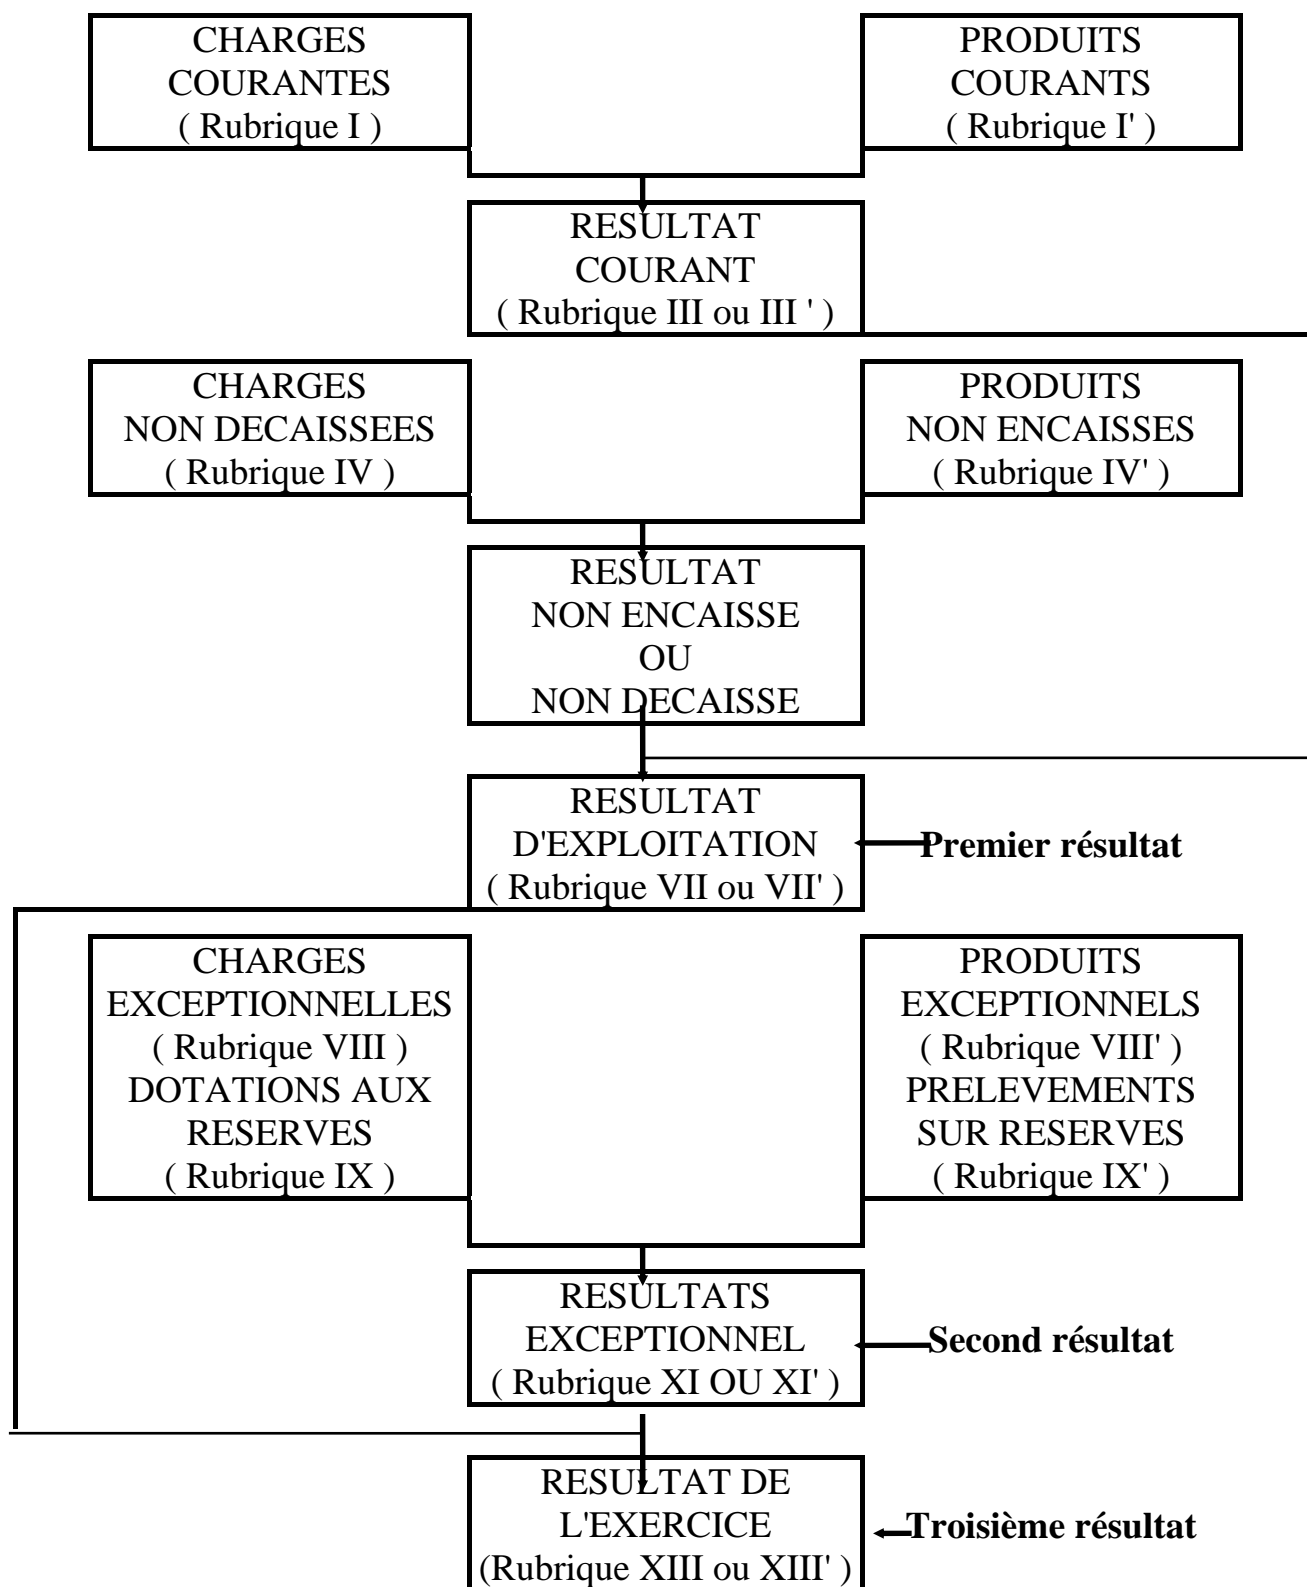 CHARGES
COURANTES
( Rubrique I )
PRODUITS
COURANTS
( Rubrique I' )
RESULTAT
COURANT
( Rubrique III ou III ' )
CHARGES
NON DECAISSEES
( Rubrique IV )
PRODUITS
NON ENCAISSES
( Rubrique IV' )
RESULTAT
NON ENCAISSE
OU
NON DECAISSE
RESULTAT
D'EXPLOITATION
( Rubrique VII ou VII' )
Premier résultat
CHARGES
EXCEPTIONNELLES
( Rubrique VIII )
DOTATIONS AUX
RESERVES
( Rubrique IX )
PRODUITS
EXCEPTIONNELS
( Rubrique VIII' )
PRELEVEMENTS
SUR RESERVES
( Rubrique IX' )
RESULTATS
EXCEPTIONNEL
( Rubrique XI OU XI' )
Second résultat
RESULTAT DE
L'EXERCICE
(Rubrique XIII ou XIII' )
Troisième résultat